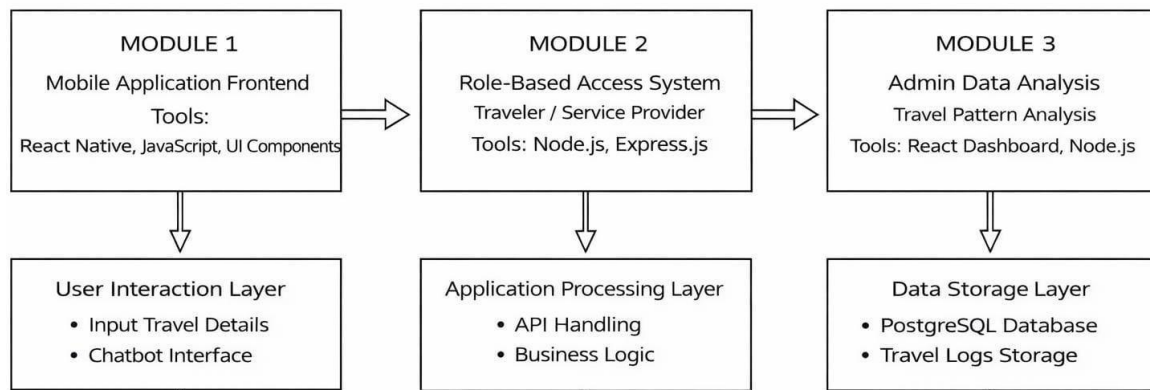 MODULE 1
Mobile Application Frontend
Tools:
React Native, JavaScript, UI Components
MODULE 2
Role-Based Access System
Traveler / Service Provider
Tools: Node.js, Express.js
MODULE 3
Admin Data Analysis
Travel Pattern Analysis
Tools: React Dashboard, Node.js
User Interaction Layer
• Input Travel Details
• Chatbot Interface
Application Processing Layer
• API Handling
• Business Logic
Data Storage Layer
• PostgreSQL Database
• Travel Logs Storage